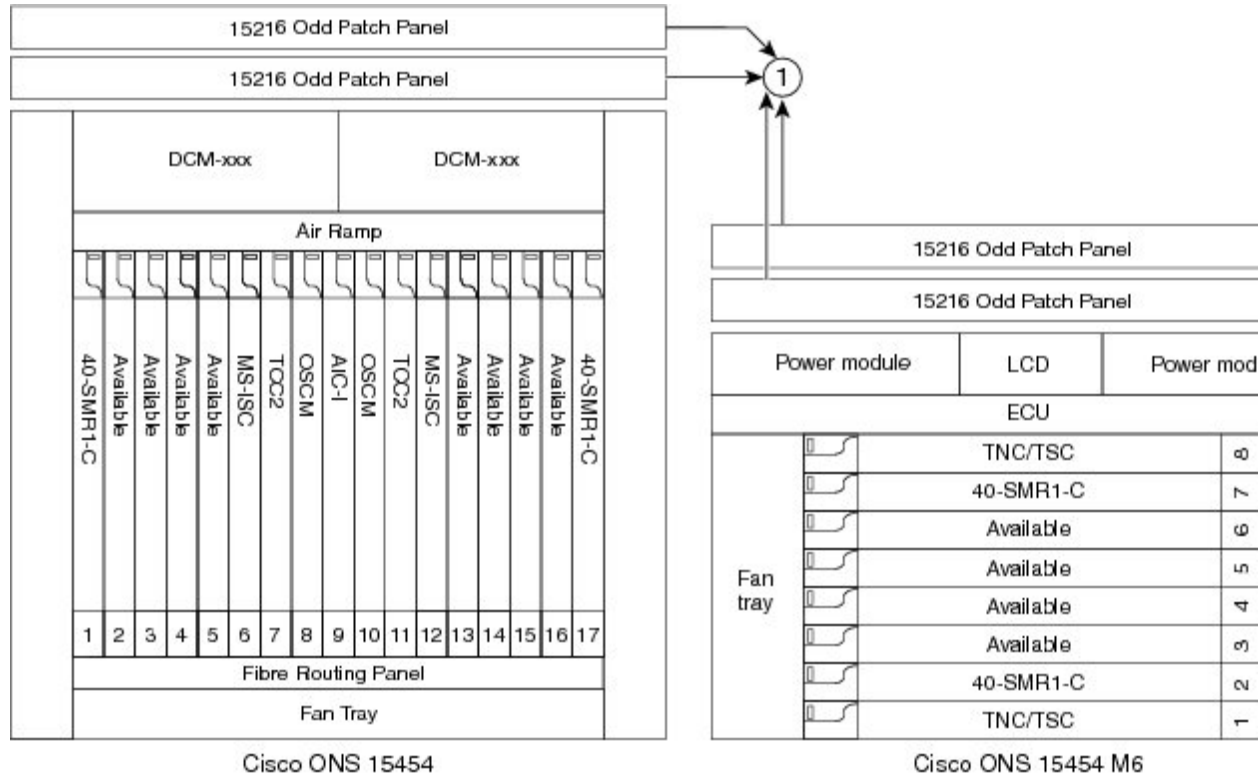 15216 Odd Patch Panel
15216 Odd Patch Panel
1
DCM-xxx DCM-xxx
Air Ramp
40-SMR1-C
Available
Available
Available
Available
MS-ISC
TCC2
OSCM
AIC-I
OSCM
TCC2
MS-ISC
Available
Available
Available
Available
40-SMR1-C
1 2 3 4 5 6 7 8 9 10 11 12 13 14 15 16 17
Fibre Routing Panel
Fan Tray
Cisco ONS 15454
15216 Odd Patch Panel
15216 Odd Patch Panel
Power module LCD Power mod
ECU
Fan
tray
TNC/TSC 8
40-SMR1-C 7
Available 6
Available 5
Available 4
Available 3
40-SMR1-C 2
TNC/TSC 1
Cisco ONS 15454 M6